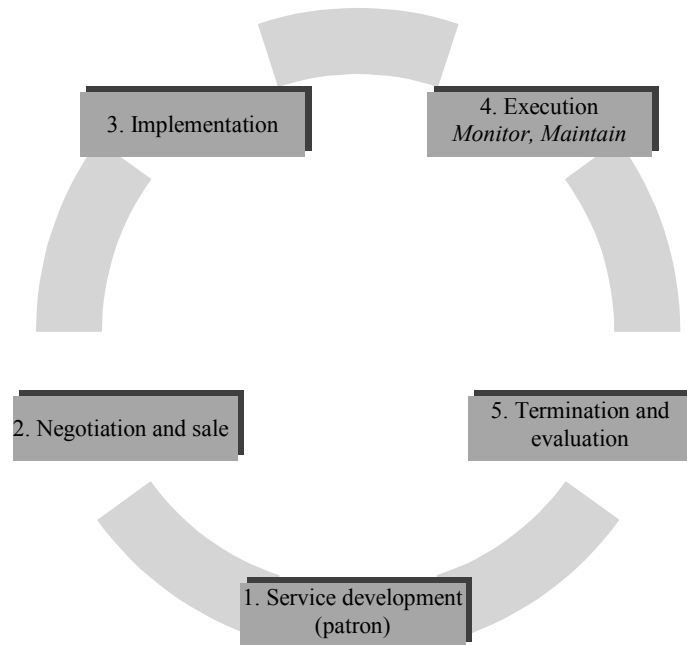 3. Implementation
4. Execution
Monitor, Maintain
2. Negotiation and sale
5. Termination and
evaluation
1. Service development
(patron)